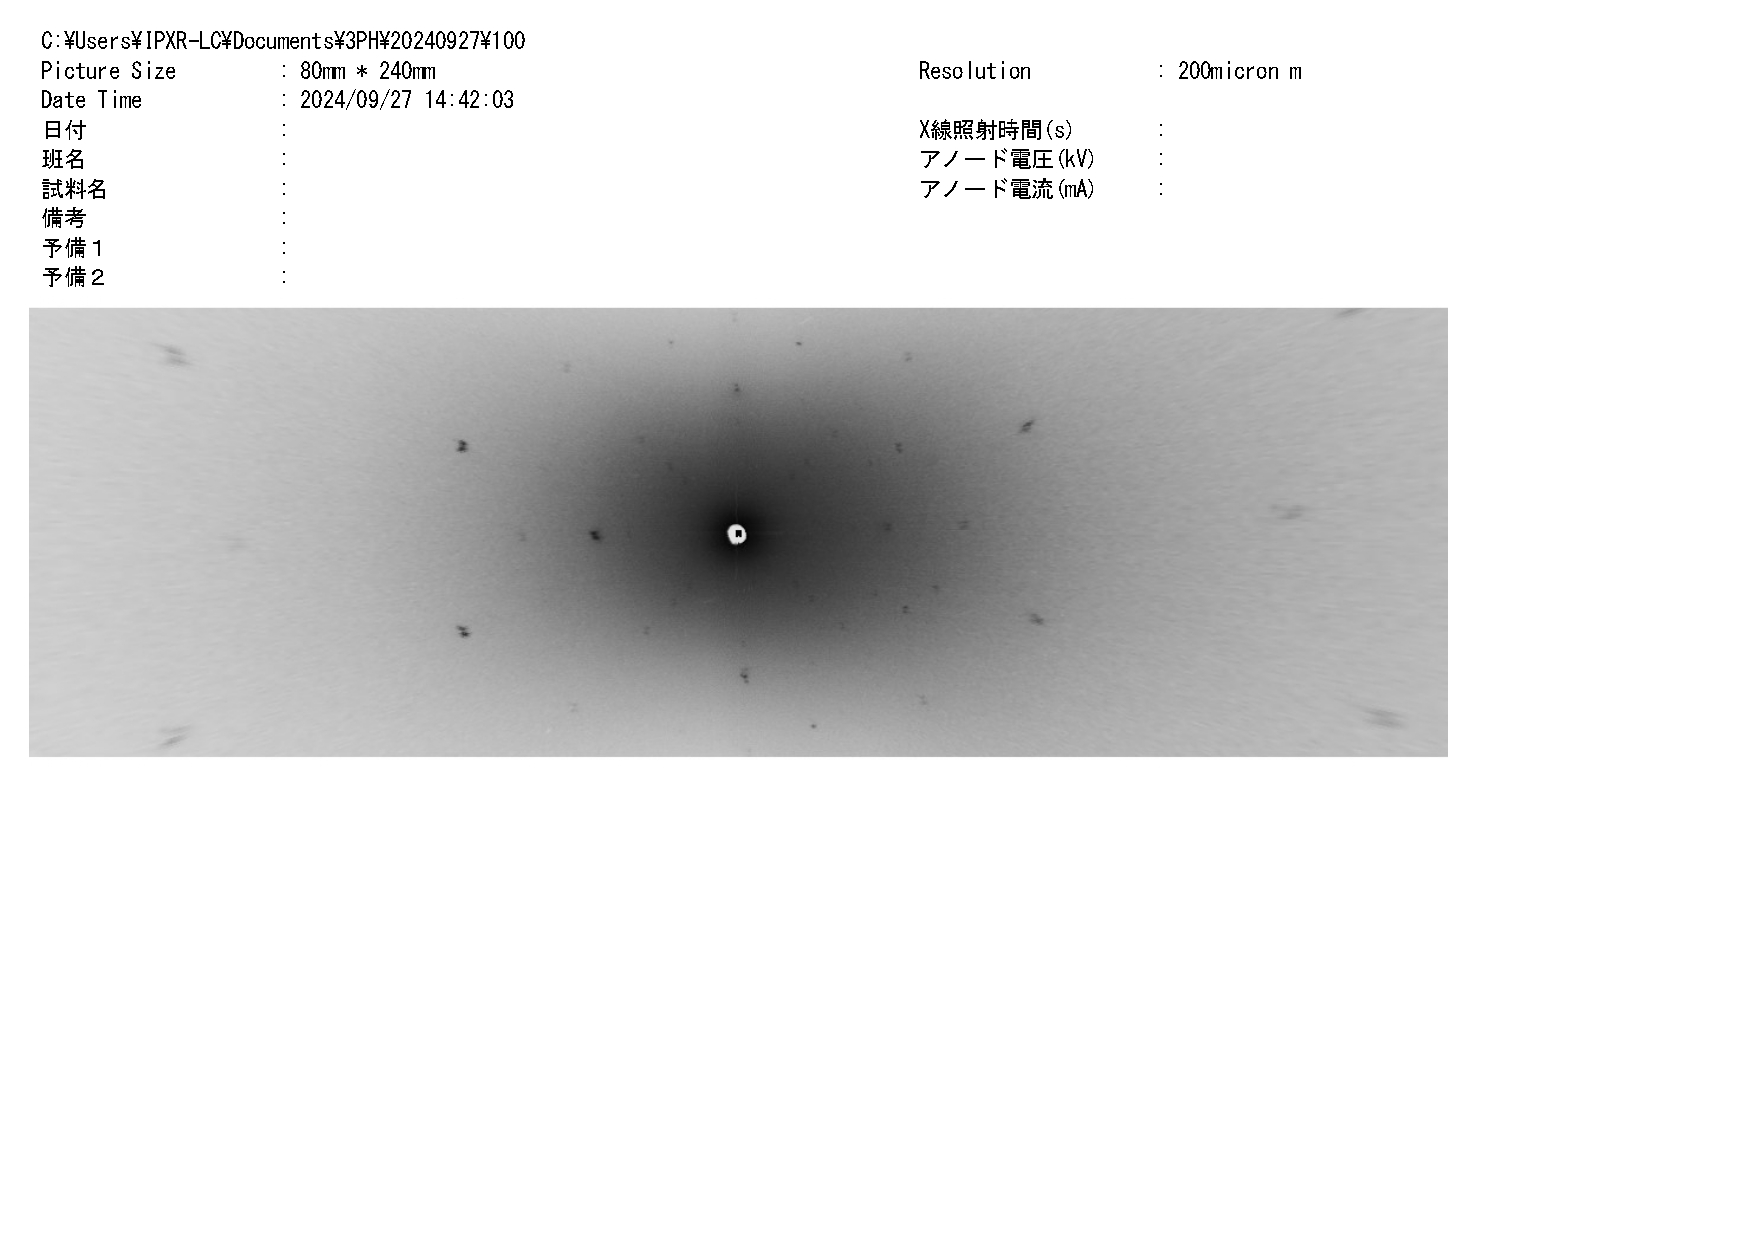 C:¥Users¥IPXR-LC¥Documents¥3PH¥20240927¥100
Picture Size : 80mm * 240mm Resolution : 200micron m
Date Time : 2024/09/27 14:42:03
日付 : X線照射時間(s) :
班名 : アノード電圧(kV) :
試料名 : アノード電流(mA) :
備考 :
予備１ :
予備２ :